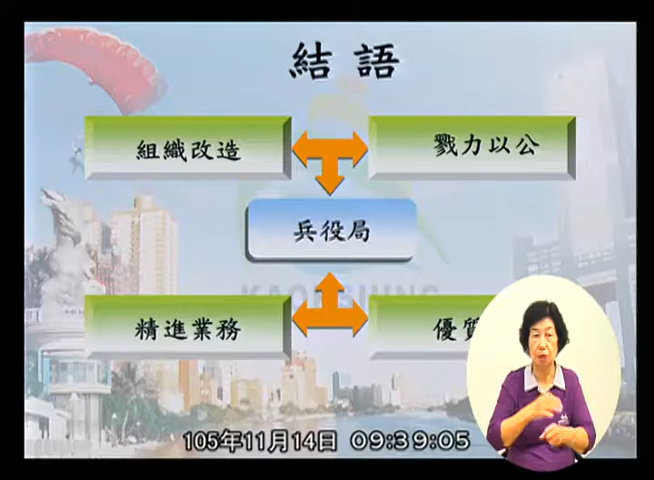 結語
組織改造
戮力以公
兵役局
精進業務
優質
105年11月14日 09:39:05